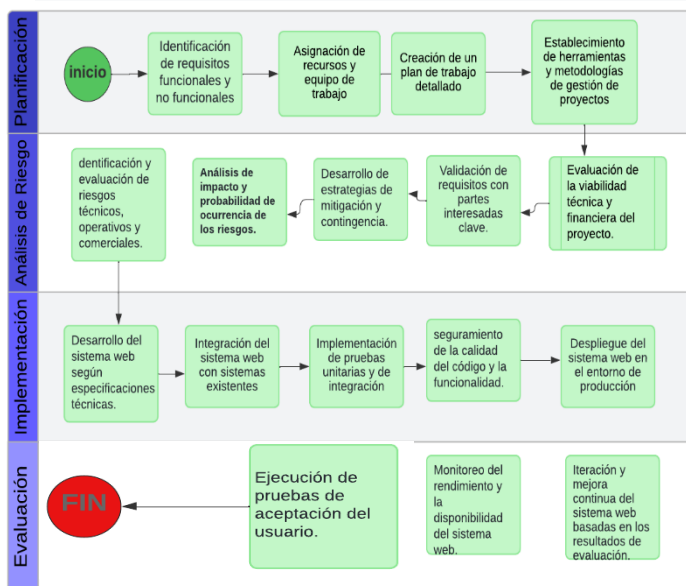 Planificación
inicio
Identificación
de requisitos
funcionales y
no funcionales
Asignación de
recursos y
equipo de
trabajo
Creación de un
plan de trabajo
detallado
Establecimiento
de herramientas
y metodologías
de gestión de
proyectos
Análisis de Riesgo
dentificación y
evaluación de
riesgos
técnicos,
operativos y
comerciales.
Análisis de
impacto y
probabilidad de
ocurrencia de
los riesgos.
Desarrollo de
estrategias de
mitigación y
contingencia.
Validación de
requisitos con
partes
interesadas
clave.
Evaluación de
la viabilidad
técnica y
financiera del
proyecto.
Implementación
Desarrollo del
sistema web
según
especificaciones
técnicas.
Integración del
sistema web
con sistemas
existentes
Implementación
de pruebas
unitarias y de
integración
seguramiento
de la calidad
del código y la
funcionalidad.
Despliegue del
sistema web en
el entorno de
producción
Evaluación
FIN
Ejecución de
pruebas de
aceptación del
usuario.
Monitoreo del
rendimiento y
la
disponibilidad
del sistema
web.
Iteración y
mejora
continua del
sistema web
basadas en los
resultados de
evaluación.